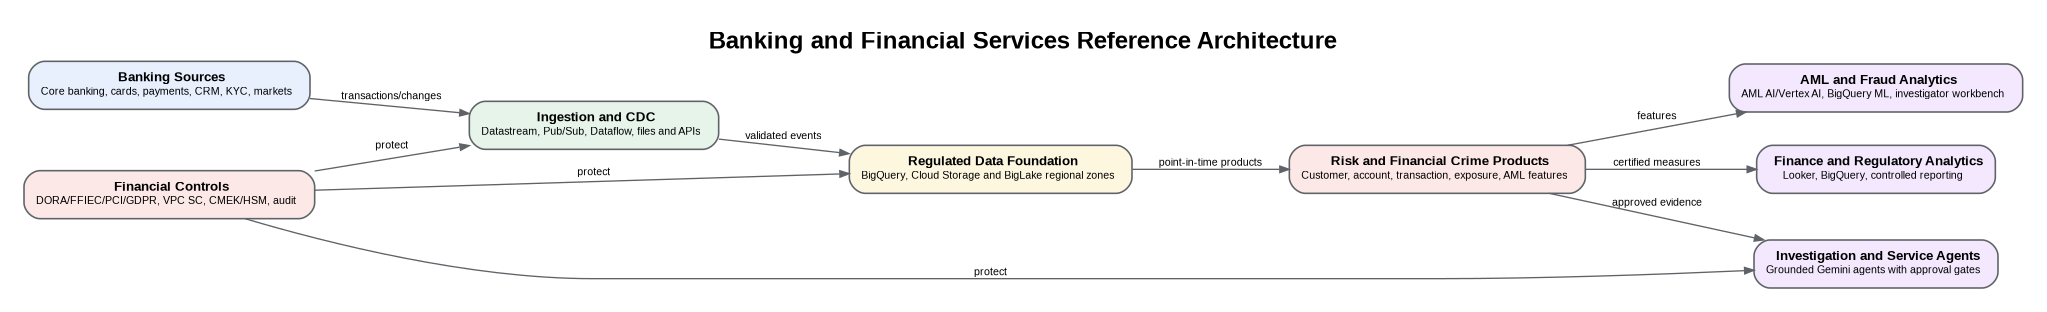 Banking and Financial Services Reference Architecture
Banking Sources
Core banking, cards, payments, CRM, KYC, markets
transactions/changes
Financial Controls
DORA/FFIEC/PCI/GDPR, VPC SC, CMEK/HSM, audit
protect
protect
protect
Ingestion and CDC
Datastream, Pub/Sub, Dataflow, files and APIs
validated events
Regulated Data Foundation
BigQuery, Cloud Storage and BigLake regional zones
point-in-time products
Risk and Financial Crime Products
Customer, account, transaction, exposure, AML features
features
certified measures
approved evidence
AML and Fraud Analytics
AML AI/Vertex AI, BigQuery ML, investigator workbench
Finance and Regulatory Analytics
Looker, BigQuery, controlled reporting
Investigation and Service Agents
Grounded Gemini agents with approval gates